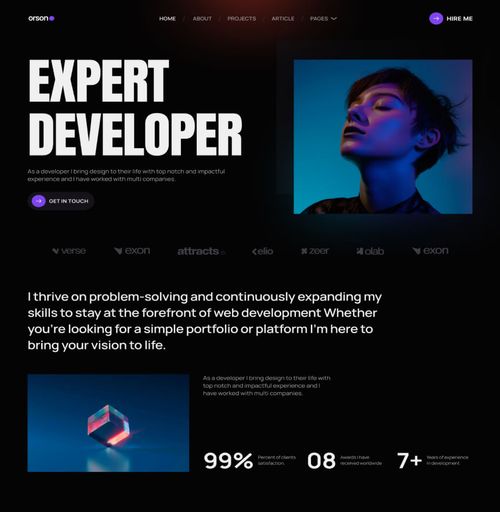 orson
HOME / ABOUT / PROJECTS / ARTICLE / PAGES
HIRE ME
EXPERT
DEVELOPER
As a developer I bring design to their life with top notch and impactful
experience and I have worked with multi companies.
GET IN TOUCH
verse
exon
attracts
elio
zeer
olab
exon
I thrive on problem-solving and continuously expanding my
skills to stay at the forefront of web development Whether
you're looking for a simple portfolio or platform I'm here to
bring your vision to life.
As a developer I bring design to their life with
top notch and impactful experience and I
have worked with multi companies.
99%
Percent of clients
satisfaction.
08
Awards I have
received worldwide
7+
Years of experience
in development